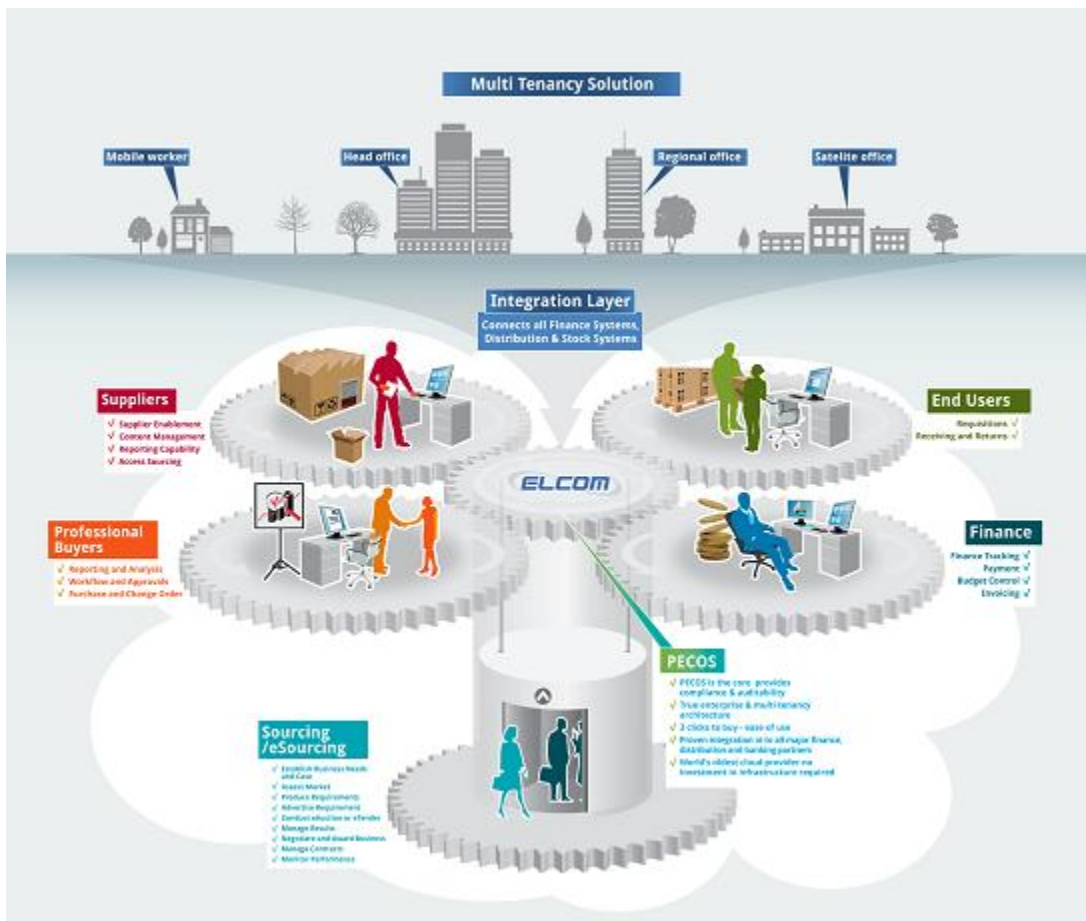 Multi Tenancy Solution
Mobile worker
Head office
Regional office
Satelite office
Integration Layer
Connects all Finance Systems,
Distribution & Stock Systems
Suppliers
√ Supplier Enablement
√ Content Management
√ Reporting Capability
√ Access Sourcing
End Users
Requisitions √
Receiving and Returns √
ELCOM
Professional
Buyers
√ Reporting and Analysis
√ Workflow and Approvals
√ Purchase and Change Order
Finance
Finance Tracking √
Payment √
Budget Control √
Invoicing √
PECOS
√ PECOS is the core provides
compliance & auditability
√ True enterprise & multi-tenancy
architecture
√ 3 clicks to buy - ease of use
√ Proven integration in to all major finance,
distribution and banking partners
√ World's oldest cloud provider no
investment in infrastructure required
Sourcing
/eSourcing
√ Establish Business Needs
and Case
√ Assess Market
√ Produce Requirements
√ Advertise Requirement
√ Conduct eAuction or eTender
√ Manage Results
√ Negotiate and Award Business
√ Manage Contracts
√ Monitor Performance